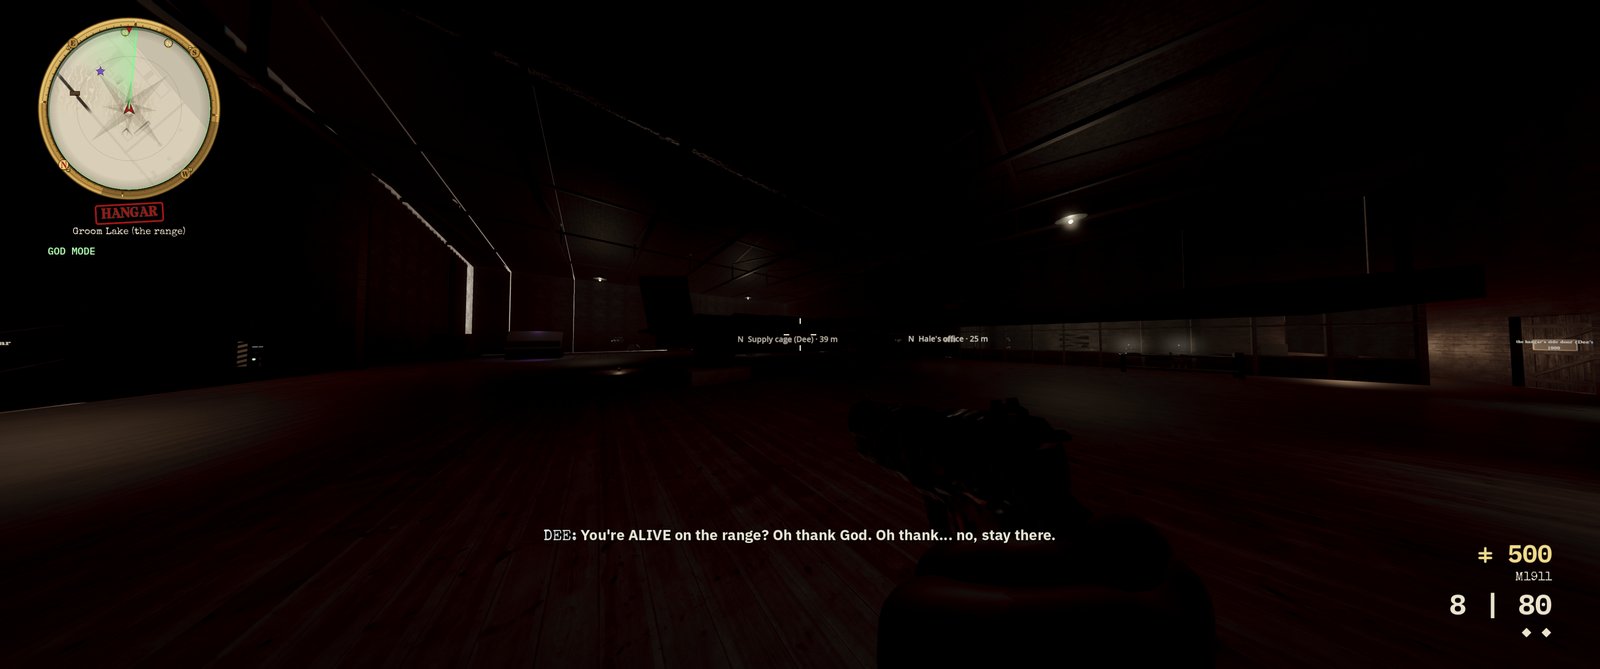 E
S
N
W
HANGAR
Groom Lake (the range)
GOD MODE
N Supply cage (Dee) · 39 m
N Hale's office · 25 m
DEE: You're ALIVE on the range? Oh thank God. Oh thank... no, stay there.
‡ 500
M1911
8 | 80